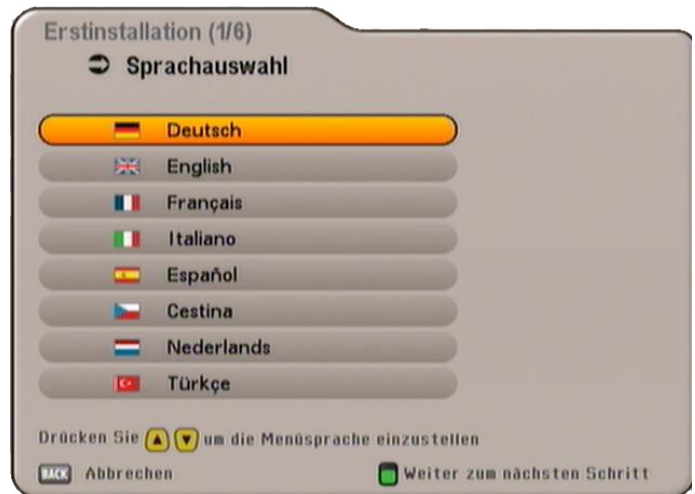 Erstinstallation (1/6)
Sprachauswahl
Deutsch
English
Français
Italiano
Español
Cestina
Nederlands
Türkçe
Drücken Sie um die Menüsprache einzustellen
BACK Abbrechen
Weiter zum nächsten Schritt